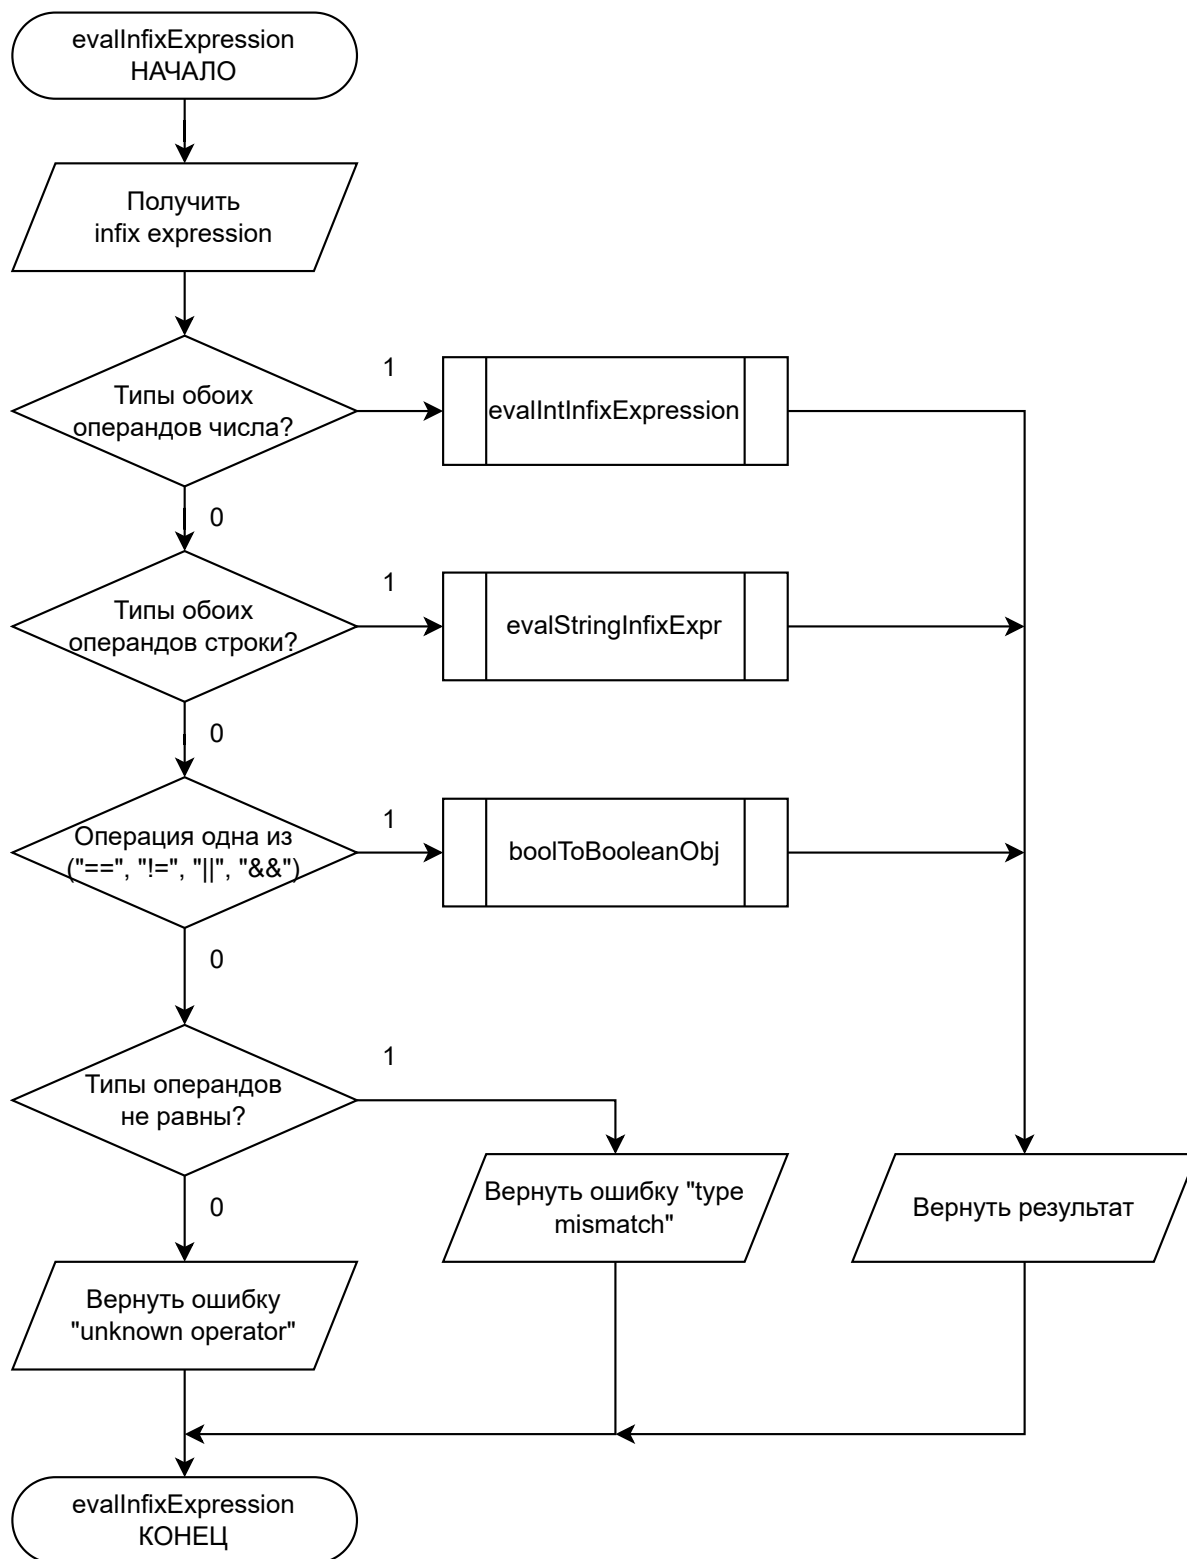 evalInfixExpression
НАЧАЛО
Получить
infix expression
Типы обоих
операндов числа?
1
evalIntInfixExpression
0
Типы обоих
операндов строки?
1
evalStringInfixExpr
0
Операция одна из
("==", "!=", "||", "&&")
1
boolToBooleanObj
0
Типы операндов
не равны?
1
Вернуть ошибку "type
mismatch"
Вернуть результат
0
Вернуть ошибку
"unknown operator"
evalInfixExpression
КОНЕЦ